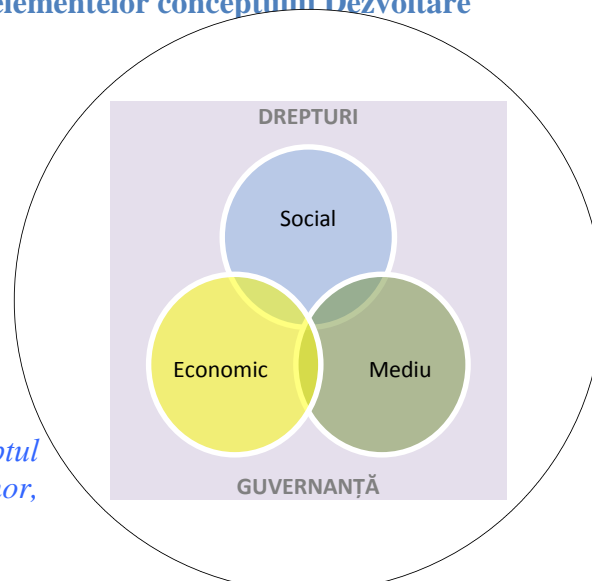 elementelor conceptului Dezvoltare
DREPTURI
Social
Economic
Mediu
GUVERNANȚĂ